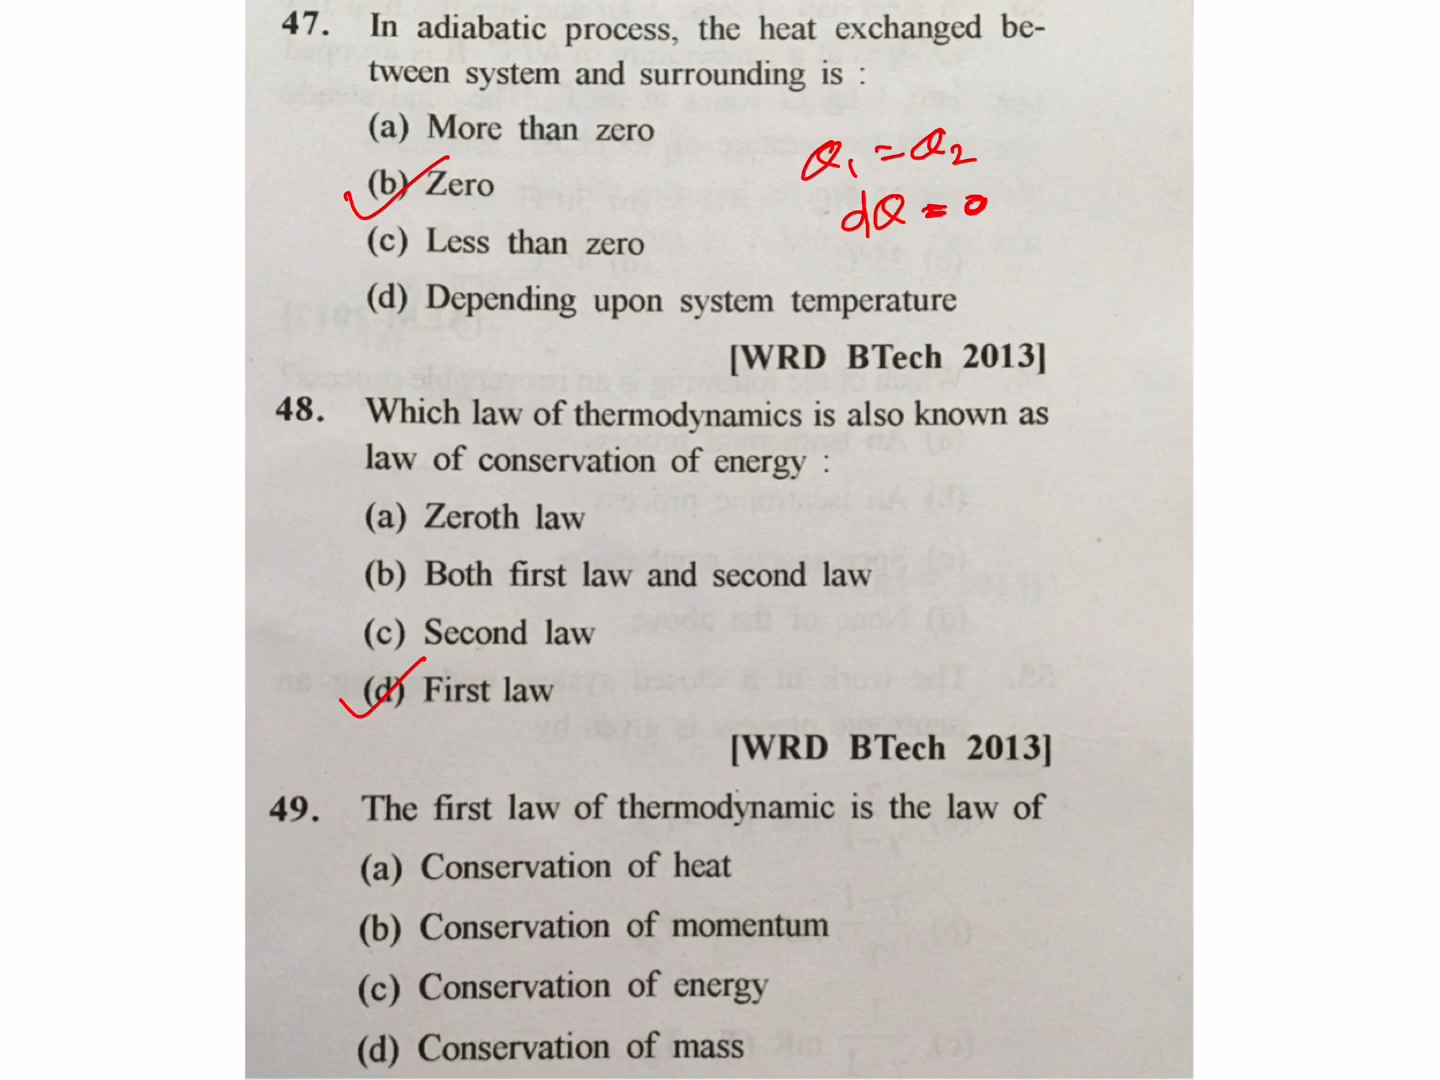 47. In adiabatic process, the heat exchanged be-
tween system and surrounding is :
(a) More than zero
(b) Zero
(c) Less than zero
(d) Depending upon system temperature
Q₁ = Q₂
dQ = 0
[WRD BTech 2013]
48. Which law of thermodynamics is also known as
law of conservation of energy :
(a) Zeroth law
(b) Both first law and second law
(c) Second law
(d) First law
[WRD BTech 2013]
49. The first law of thermodynamic is the law of
(a) Conservation of heat
(b) Conservation of momentum
(c) Conservation of energy
(d) Conservation of mass